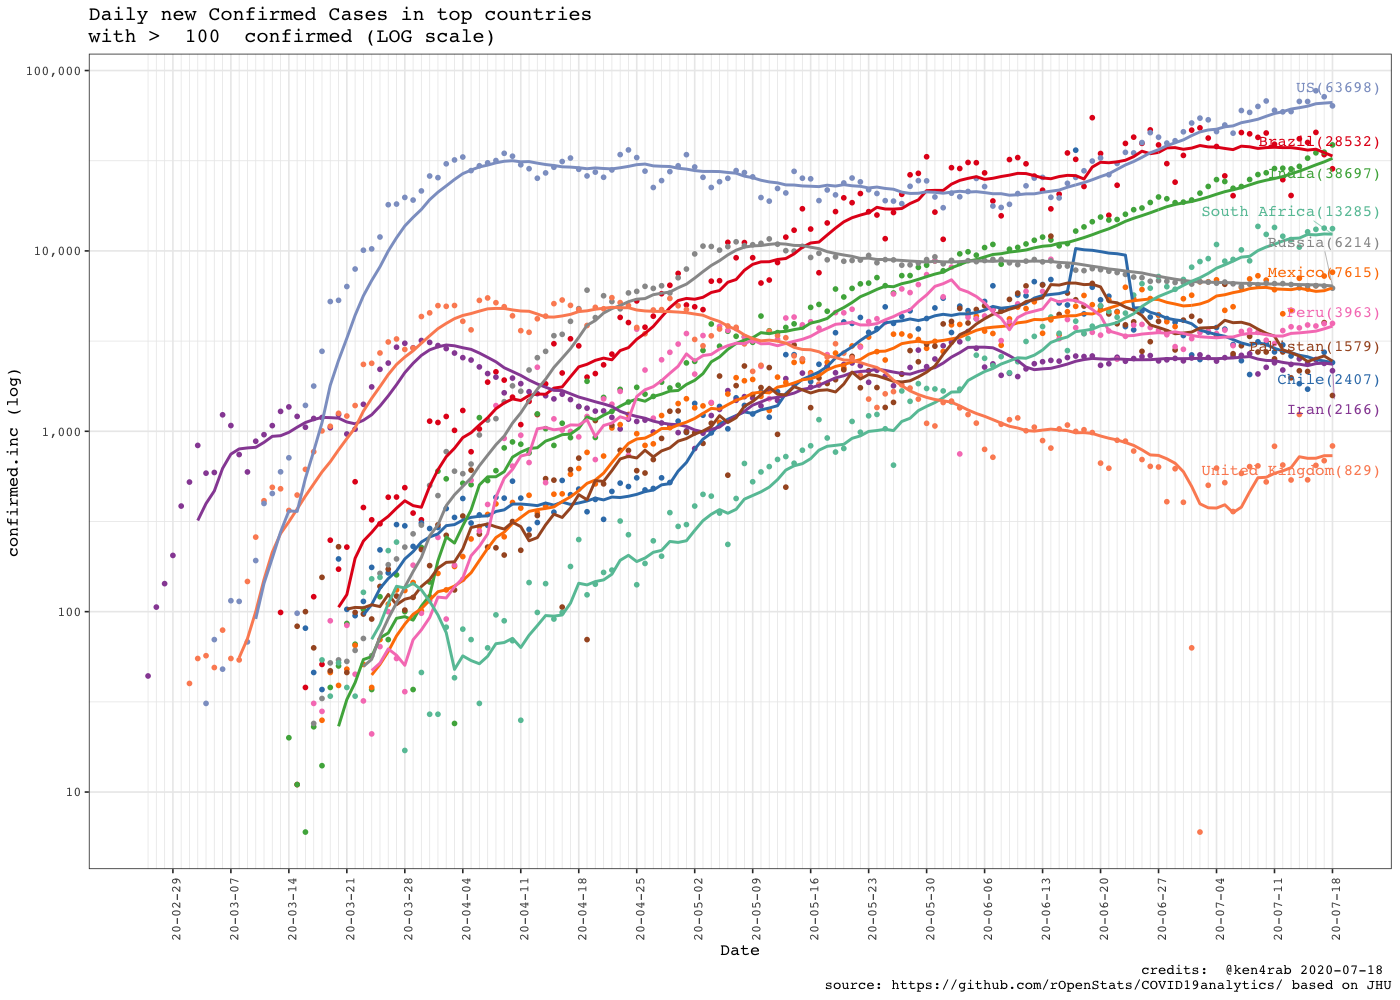 Daily new Confirmed Cases in top countries
with >  100  confirmed (LOG scale)
100,000
10,000
1,000
100
10
confirmed.inc (log)
US(63698)
Brazil(28532)
India(38697)
South Africa(13285)
Russia(6214)
Mexico(7615)
Peru(3963)
Pakistan(1579)
Chile(2407)
Iran(2166)
United Kingdom(829)
20-02-29
20-03-07
20-03-14
20-03-21
20-03-28
20-04-04
20-04-11
20-04-18
20-04-25
20-05-02
20-05-09
20-05-16
20-05-23
20-05-30
20-06-06
20-06-13
20-06-20
20-06-27
20-07-04
20-07-11
20-07-18
Date
credits:  @ken4rab 2020-07-18
source: https://github.com/rOpenStats/COVID19analytics/ based on JHU